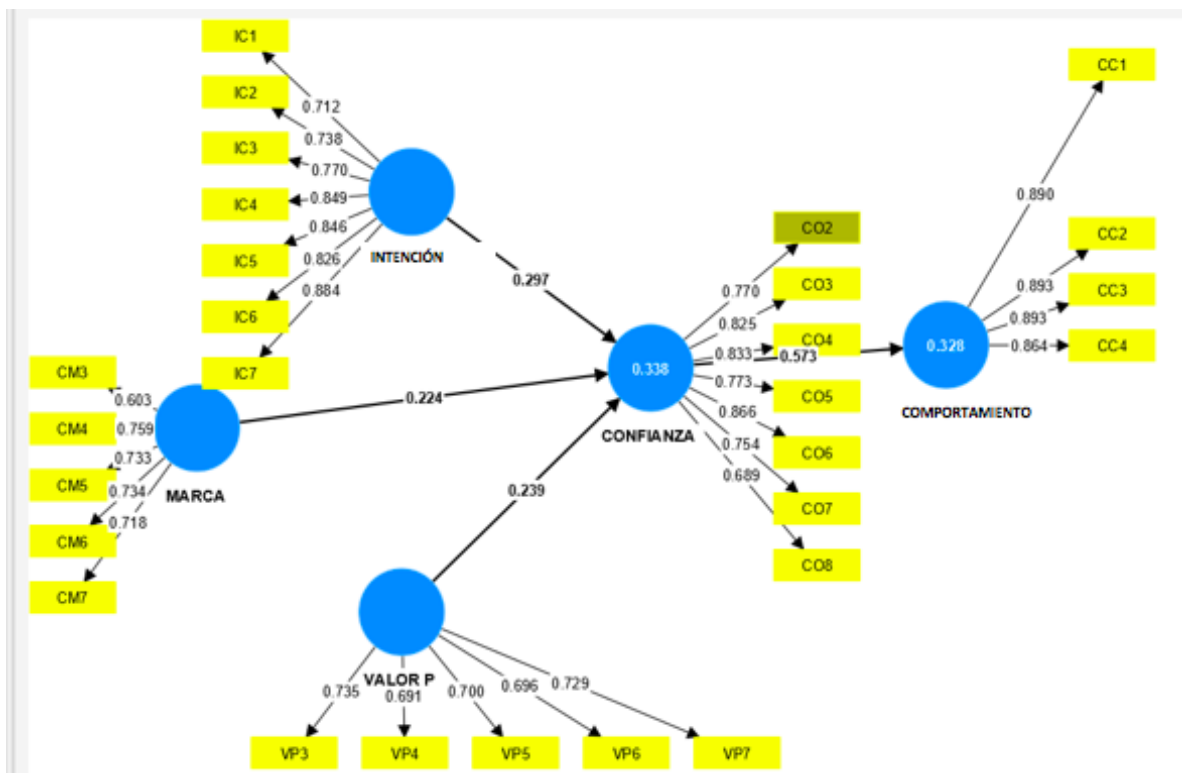 IC1
IC2
IC3
IC4
IC5
IC6
IC7
0.712
0.738
0.770
0.849
0.846
0.826
0.884
INTENCIÓN
0.297
CM3
CM4
CM5
CM6
CM7
0.603
0.759
0.733
0.734
0.718
MARCA
0.224
VALOR P
0.239
0.735
0.691
0.700
0.696
0.729
VP3
VP4
VP5
VP6
VP7
0.338
CONFIANZA
0.770
0.825
0.833
0.773
0.866
0.754
0.689
CO2
CO3
CO4
CO5
CO6
CO7
CO8
0.573
0.328
COMPORTAMIENTO
0.890
0.893
0.893
0.864
CC1
CC2
CC3
CC4